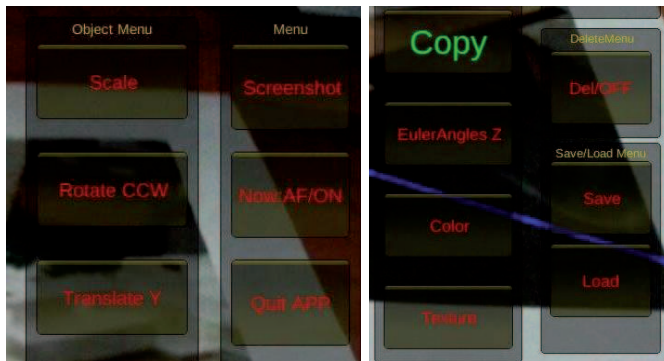 Object Menu
Scale
Rotate CCW
Translate Y
Menu
Screenshot
Now:AF/ON
Quit APP
Copy
EulerAngles Z
Color
Texture
DeleteMenu
Del/OFF
Save/Load Menu
Save
Load